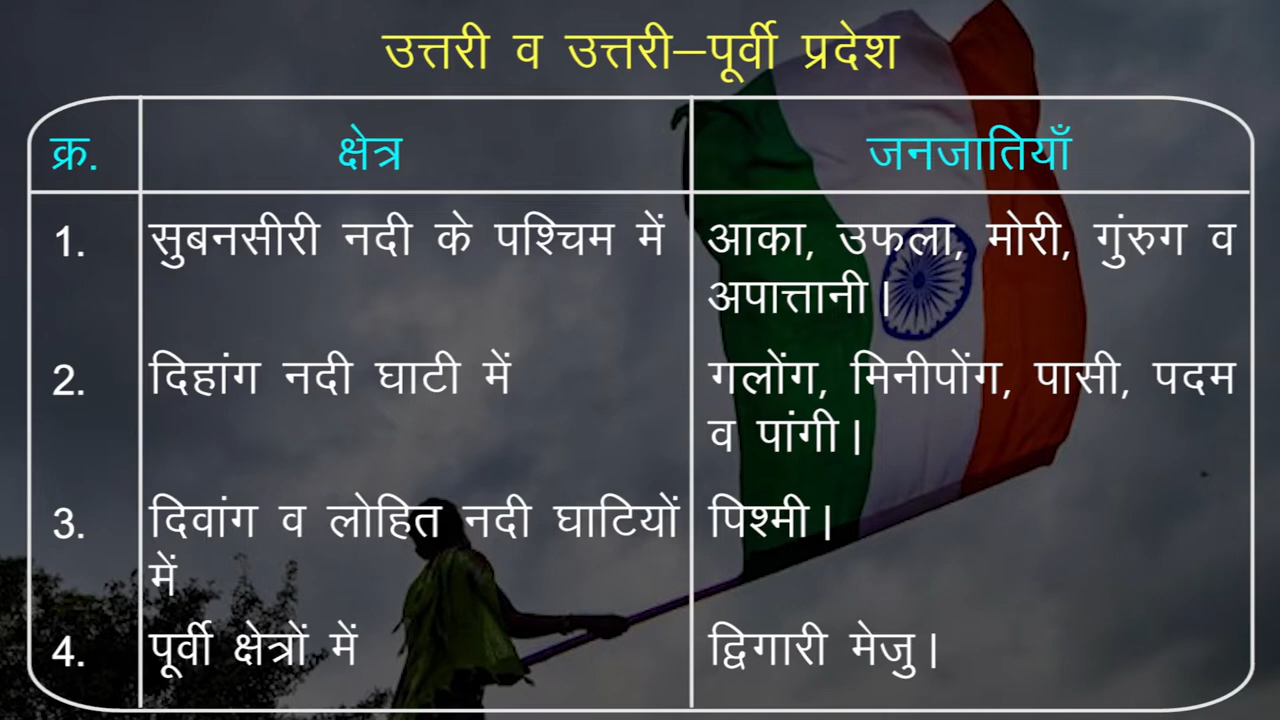 उत्तरी व उत्तरी–पूर्वी प्रदेश
क्र. क्षेत्र जनजातियाँ
1. सुबनसीरी नदी के पश्चिम में आका, उफला, मोरी, गुंरुग व
अपात्तानी।
2. दिहांग नदी घाटी में गलोंग, मिनीपोंग, पासी, पदम
व पांगी।
3. दिवांग व लोहित नदी घाटियों पिश्मी।
में
4. पूर्वी क्षेत्रों में द्विगारी मेजु।